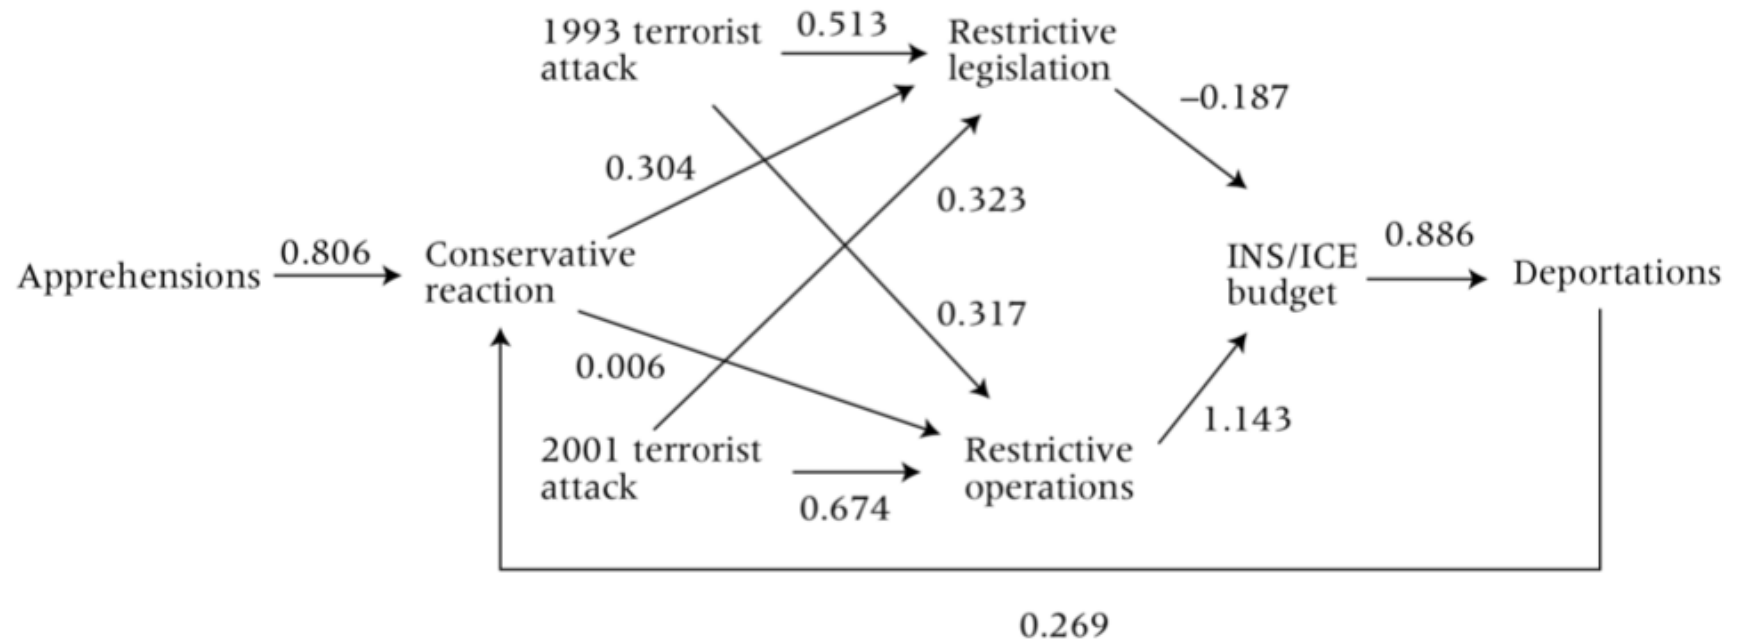 1993 terrorist
attack
0.513
Restrictive
legislation
–0.187
0.304
0.323
Apprehensions
0.806
Conservative
reaction
INS/ICE
budget
0.886
Deportations
0.317
0.006
1.143
2001 terrorist
attack
0.674
Restrictive
operations
0.269